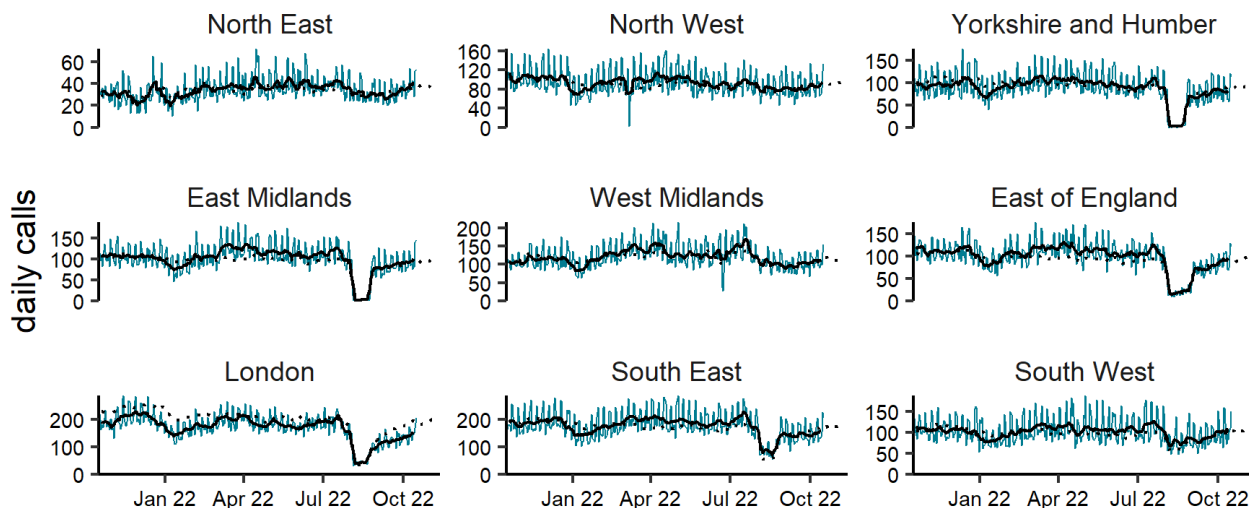 North East
North West
Yorkshire and Humber
60
40
20
0
160
120
80
40
0
150
100
50
0
daily calls
East Midlands
West Midlands
East of England
150
100
50
0
200
150
100
50
0
150
100
50
0
London
South East
South West
200
100
0
200
100
0
150
100
50
0
Jan 22 Apr 22 Jul 22 Oct 22
Jan 22 Apr 22 Jul 22 Oct 22
Jan 22 Apr 22 Jul 22 Oct 22